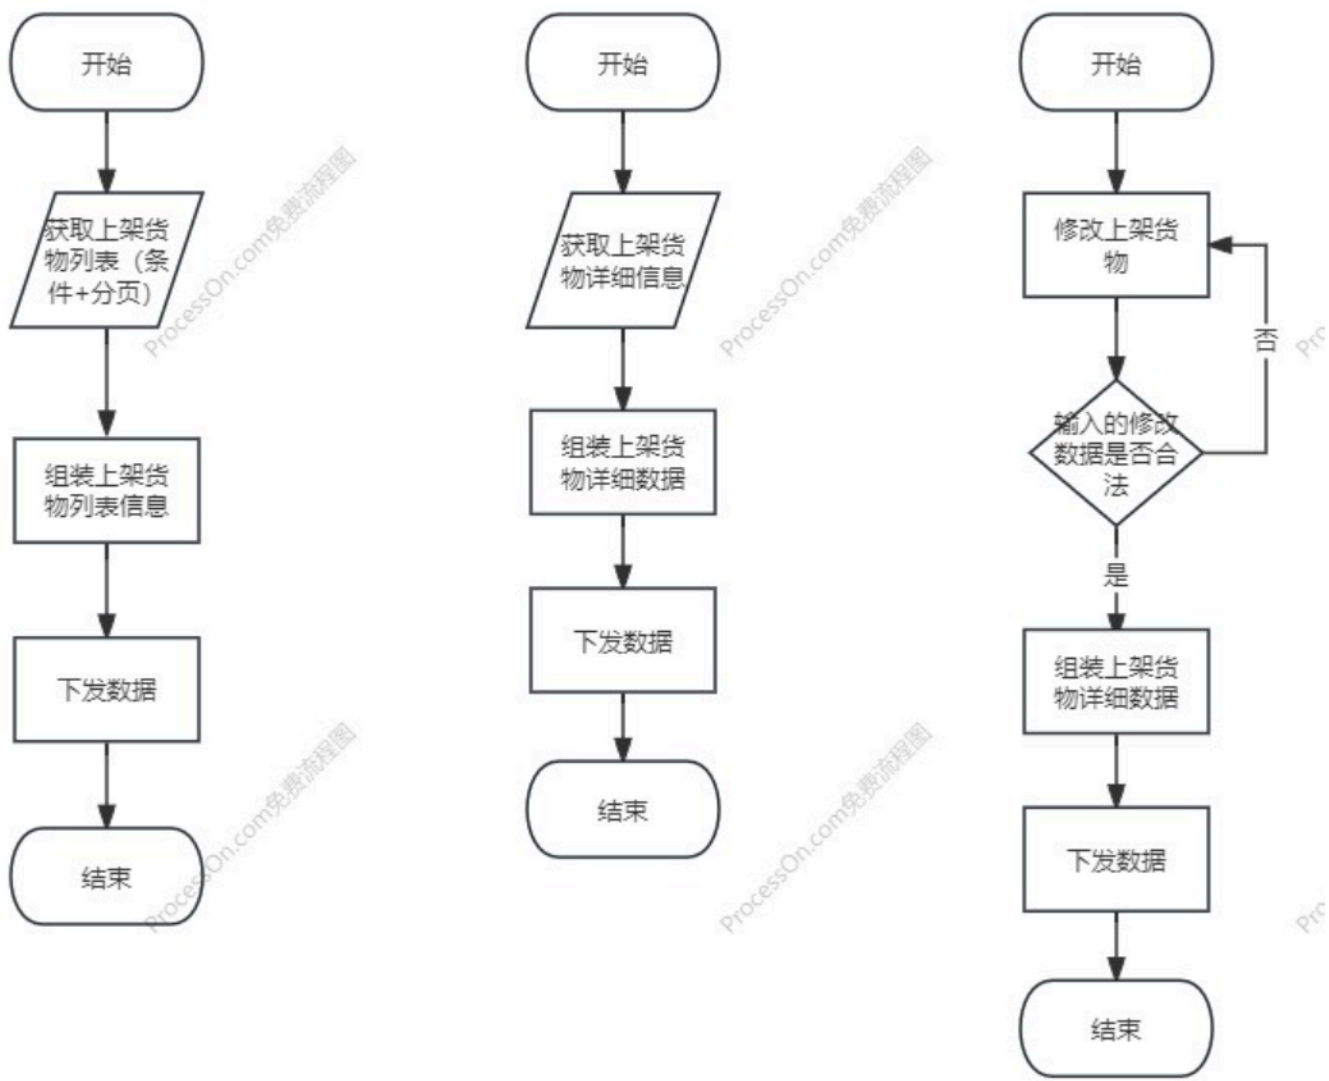 开始
获取上架货
物列表（条
件+分页）
组装上架货
物列表信息
下发数据
结束
开始
获取上架货
物详细信息
组装上架货
物详细数据
下发数据
结束
开始
修改上架货
物
输入的修改
数据是否合
法
否
是
组装上架货
物详细数据
下发数据
结束
ProcessOn.com免费流程图
ProcessOn.com免费流程图
ProcessOn.com免费流程图
ProcessOn.com免费流程图
Pro
Pro